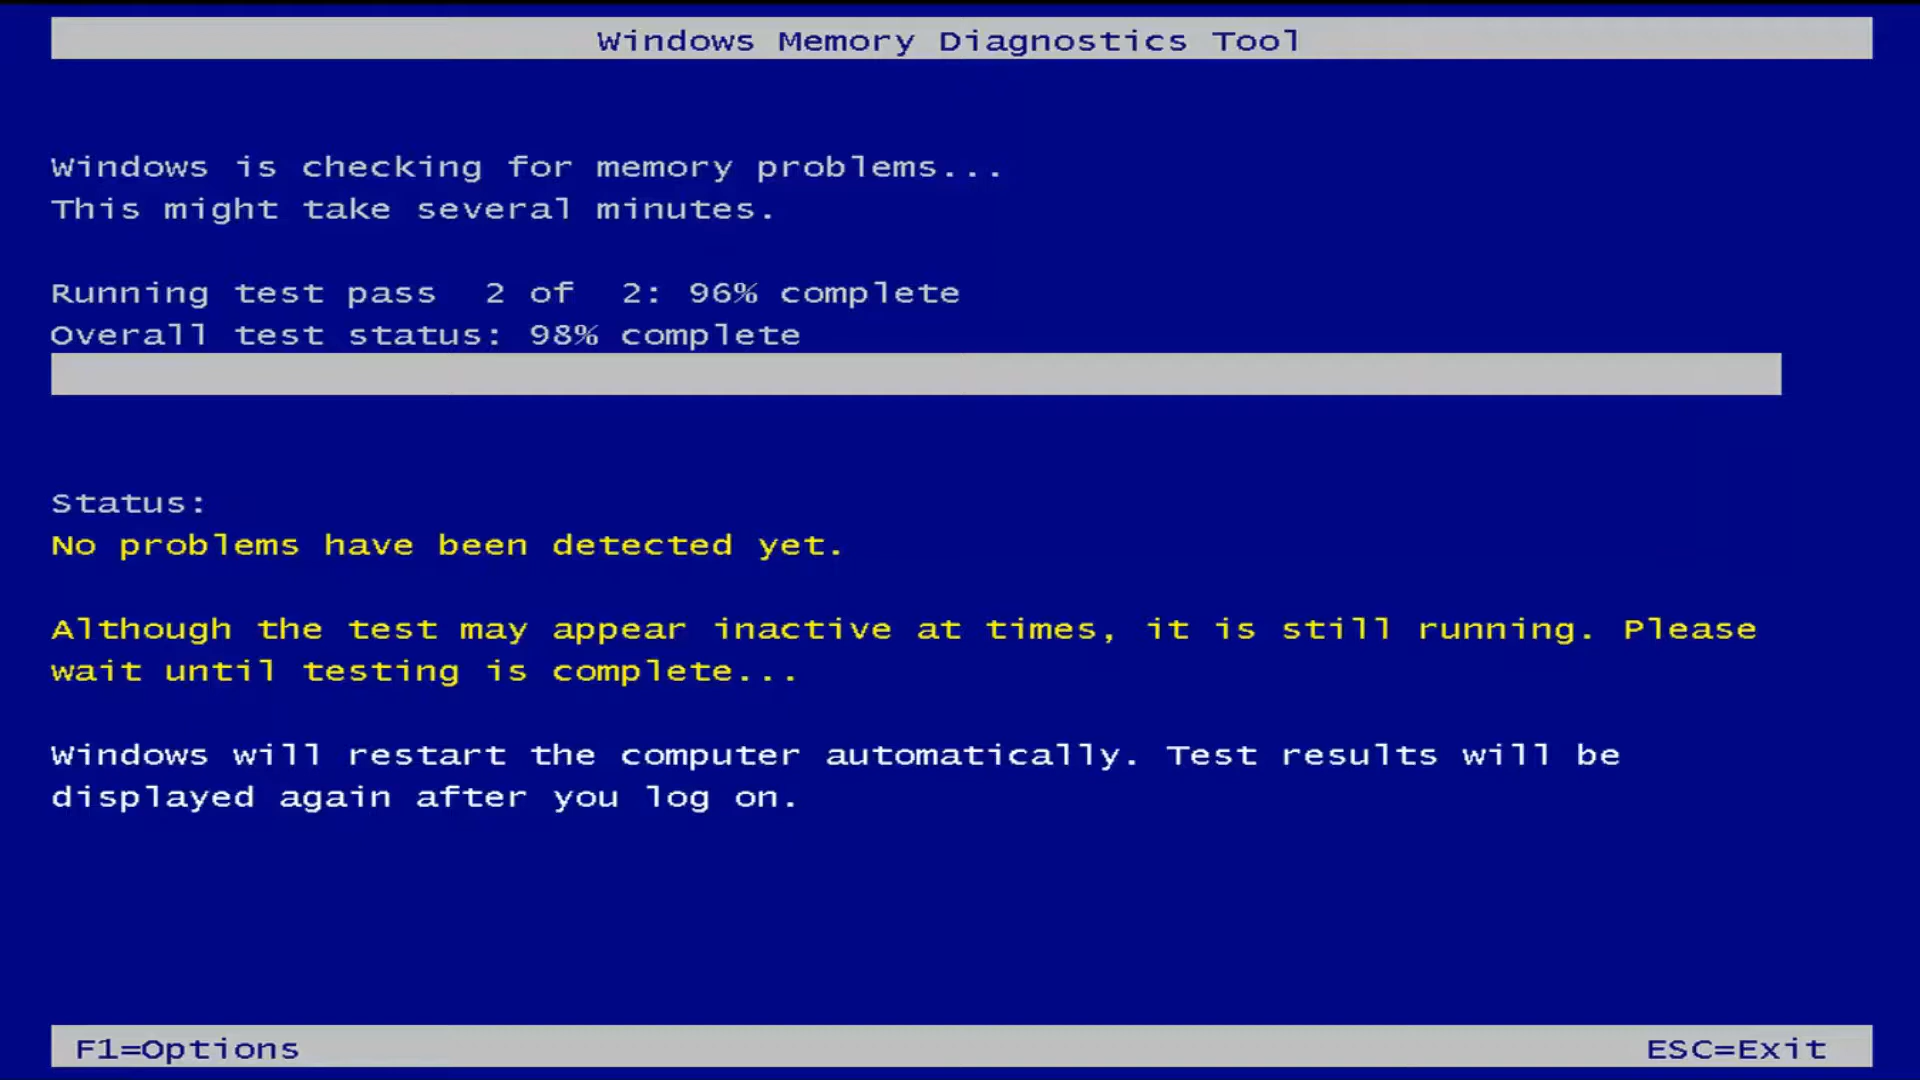 Windows Memory Diagnostics Tool
Windows is checking for memory problems...
This might take several minutes.
Running test pass  2 of  2: 96% complete
Overall test status: 98% complete
Status:
No problems have been detected yet.
Although the test may appear inactive at times, it is still running. Please
wait until testing is complete...
Windows will restart the computer automatically. Test results will be
displayed again after you log on.
F1=Options ESC=Exit